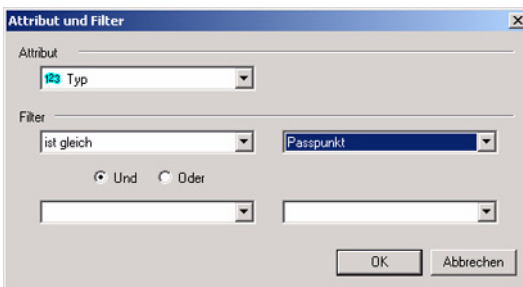 Attribut und Filter
Attribut
123 Typ
Filter
ist gleich Passpunkt
Und Oder
OK Abbrechen